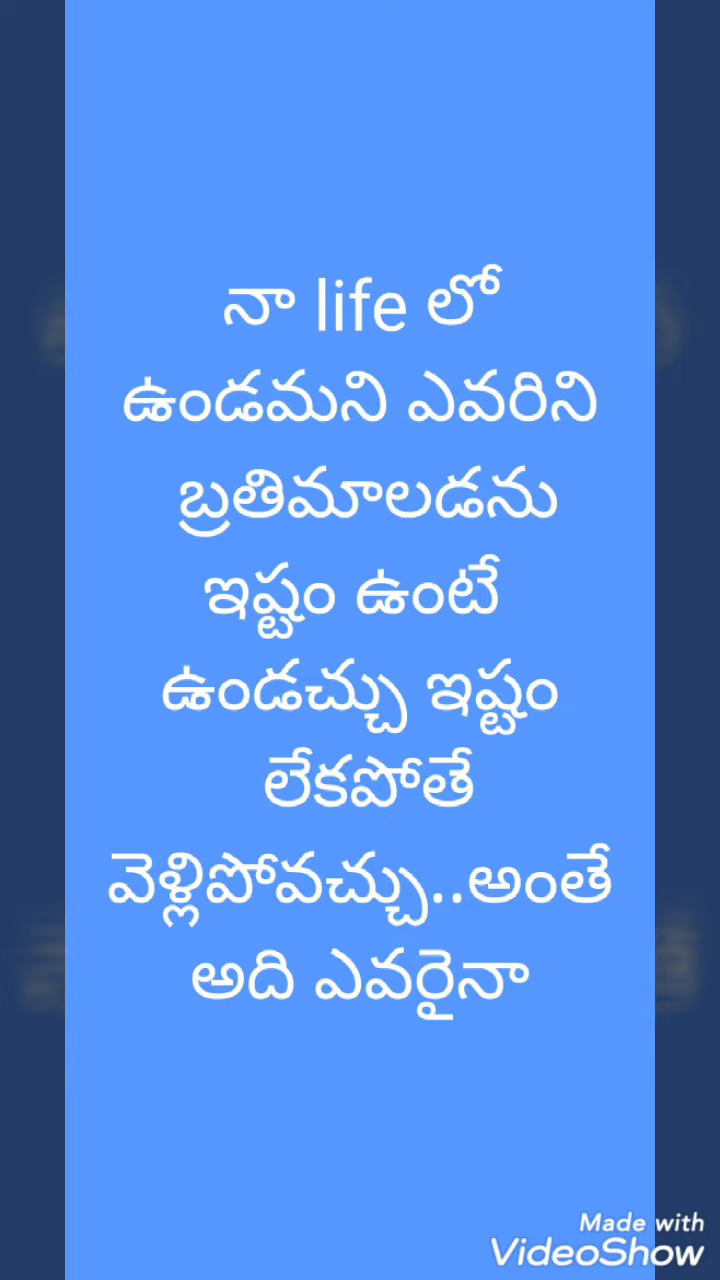 నా life లో
ఉండమని ఎవరిని
బ్రతిమాలడను
ఇష్టం ఉంటే
ఉండచ్చు ఇష్టం
లేకపోతే
వెళ్లిపోవచ్చు..అంతే
అది ఎవరైనా
Made with
VideoShow